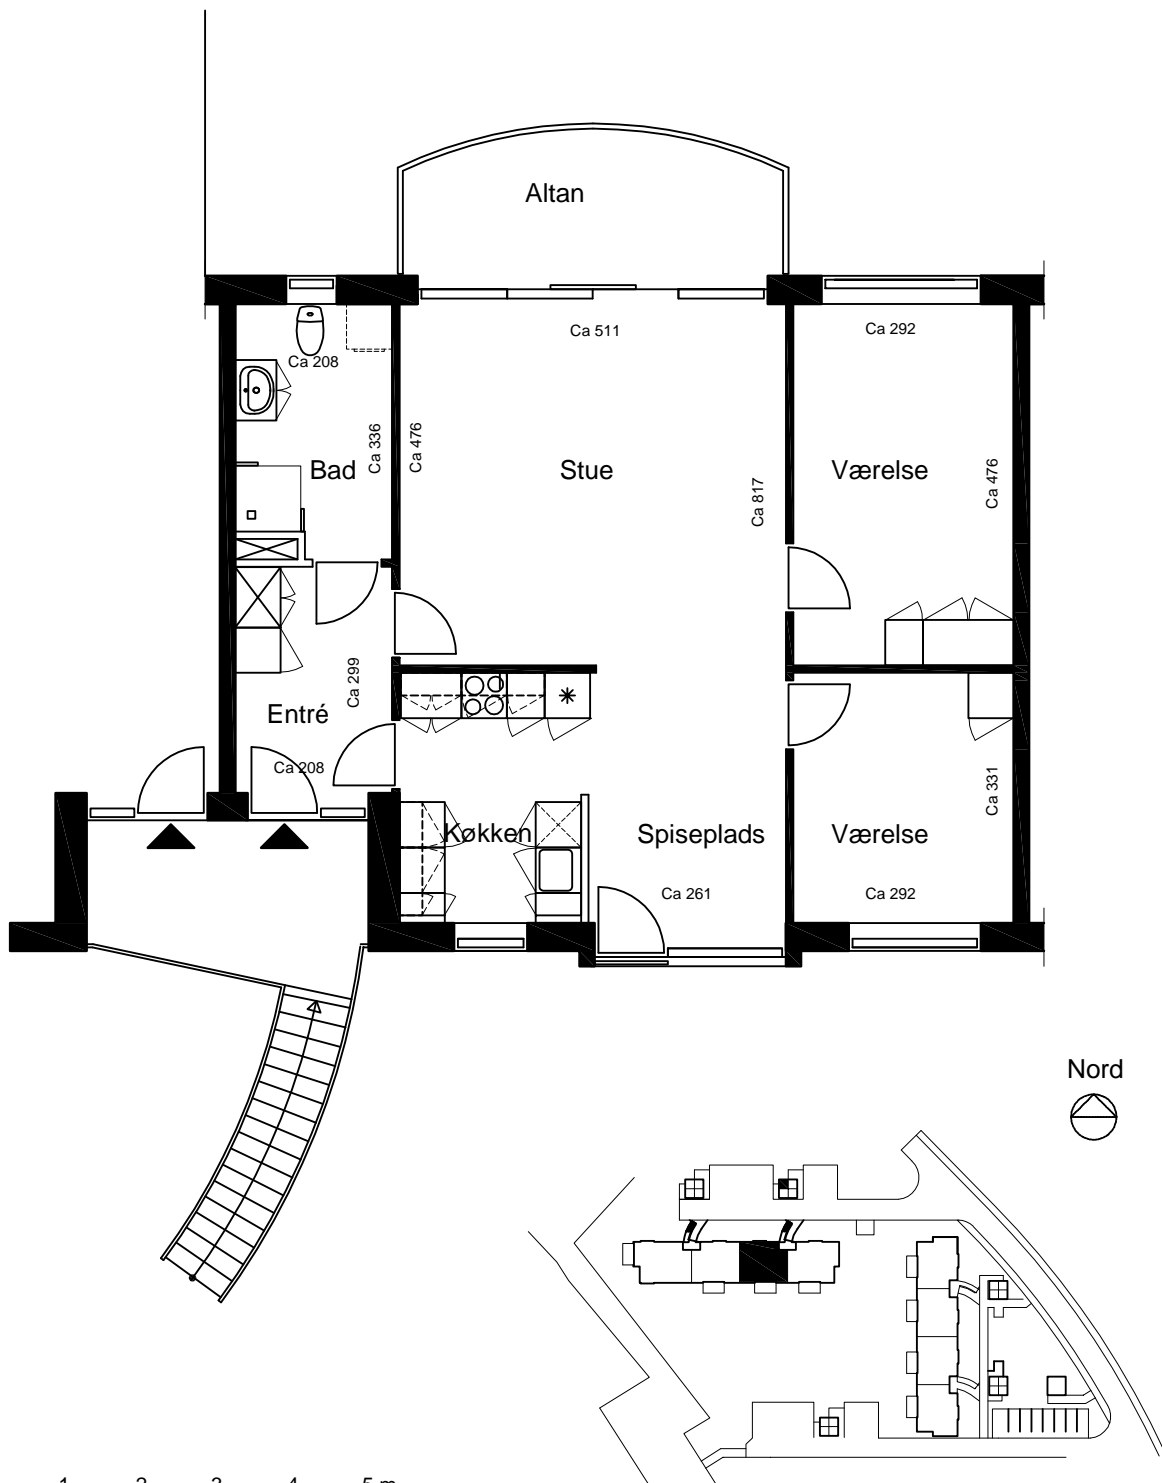 Altan
Ca 511
Ca 292
Ca 208
Ca 336
Ca 476
Bad
Stue
Ca 817
Værelse
Ca 476
Ca 299
Entré
Ca 208
Køkken
Spiseplads
Værelse
Ca 331
Ca 261
Ca 292
Nord
1 2 3 4 5 m